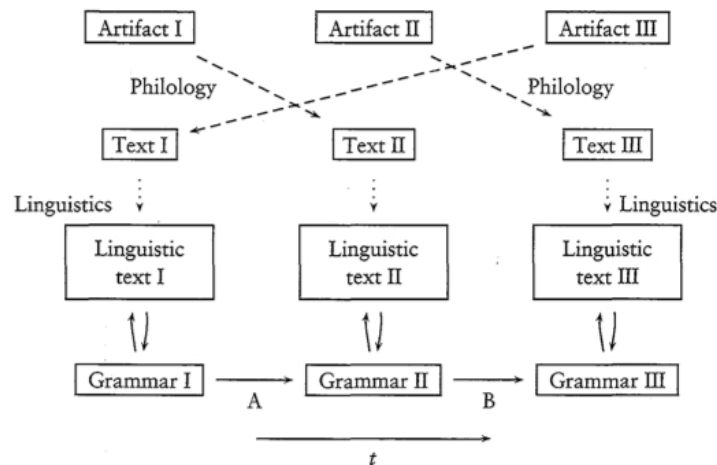 Artifact I Artifact II Artifact III
Philology Philology
Text I Text II Text III
Linguistics Linguistics
Linguistic Linguistic Linguistic
text I text II text III
Grammar I Grammar II Grammar III
A B
t